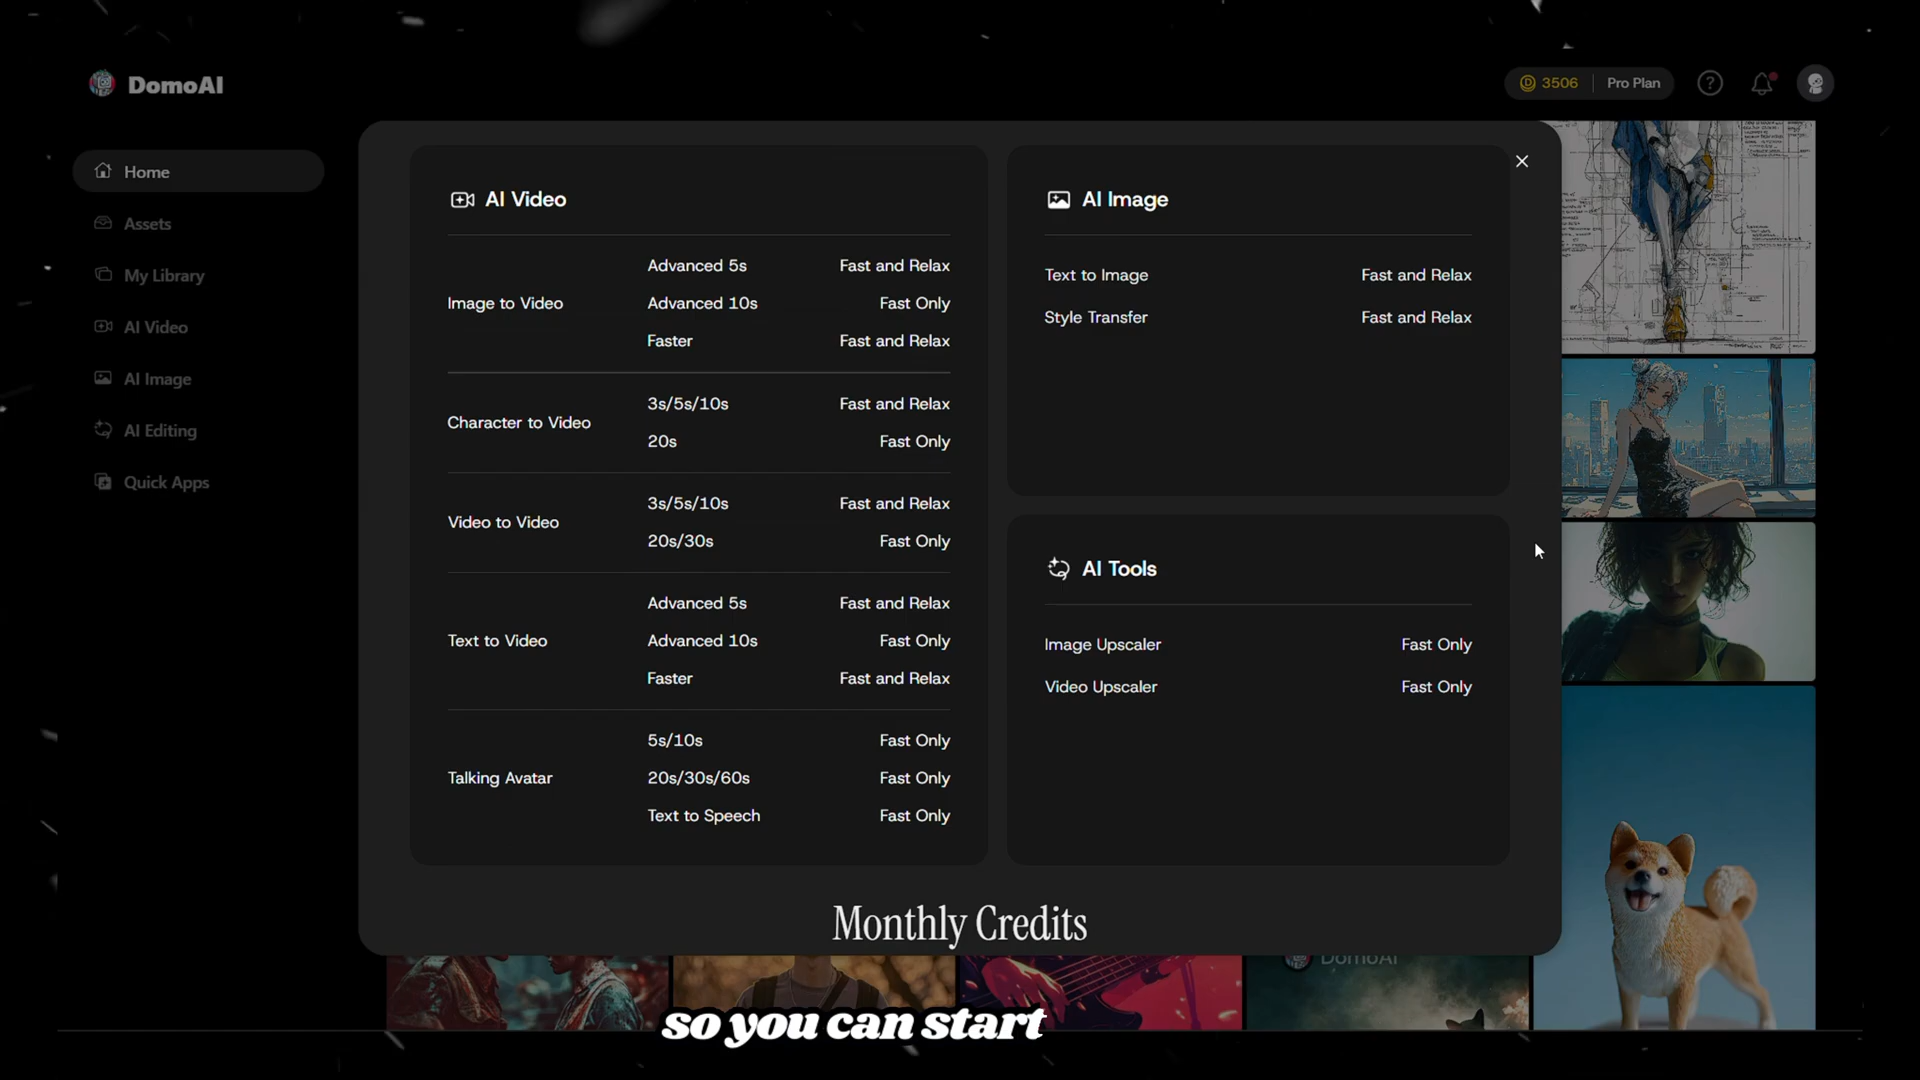 DomoAI
3506
Pro Plan
Home
Assets
My Library
AI Video
AI Image
AI Editing
Quick Apps
AI Video
Image to Video
Advanced 5s Fast and Relax
Advanced 10s Fast Only
Faster Fast and Relax
Character to Video
3s/5s/10s Fast and Relax
20s Fast Only
Video to Video
3s/5s/10s Fast and Relax
20s/30s Fast Only
Text to Video
Advanced 5s Fast and Relax
Advanced 10s Fast Only
Faster Fast and Relax
Talking Avatar
5s/10s Fast Only
20s/30s/60s Fast Only
Text to Speech Fast Only
AI Image
Text to Image Fast and Relax
Style Transfer Fast and Relax
AI Tools
Image Upscaler Fast Only
Video Upscaler Fast Only
Monthly Credits
DomoAI
so you can start